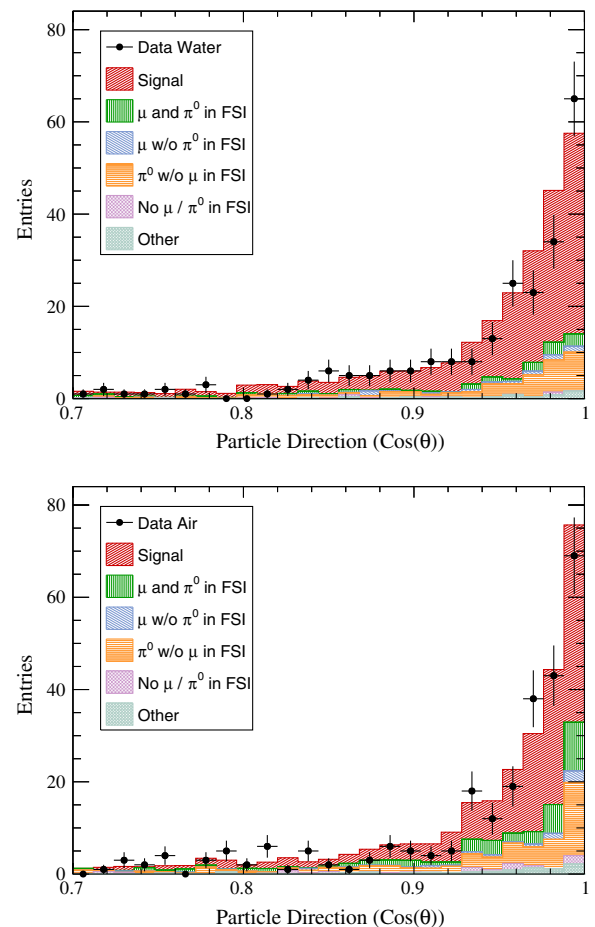 80
60
40
20
0
Entries
Data Water
Signal
μ and π⁰ in FSI
μ w/o π⁰ in FSI
π⁰ w/o μ in FSI
No μ / π⁰ in FSI
Other
0.7 0.8 0.9 1
Particle Direction (Cos(θ))
80
60
40
20
0
Entries
Data Air
Signal
μ and π⁰ in FSI
μ w/o π⁰ in FSI
π⁰ w/o μ in FSI
No μ / π⁰ in FSI
Other
0.7 0.8 0.9 1
Particle Direction (Cos(θ))